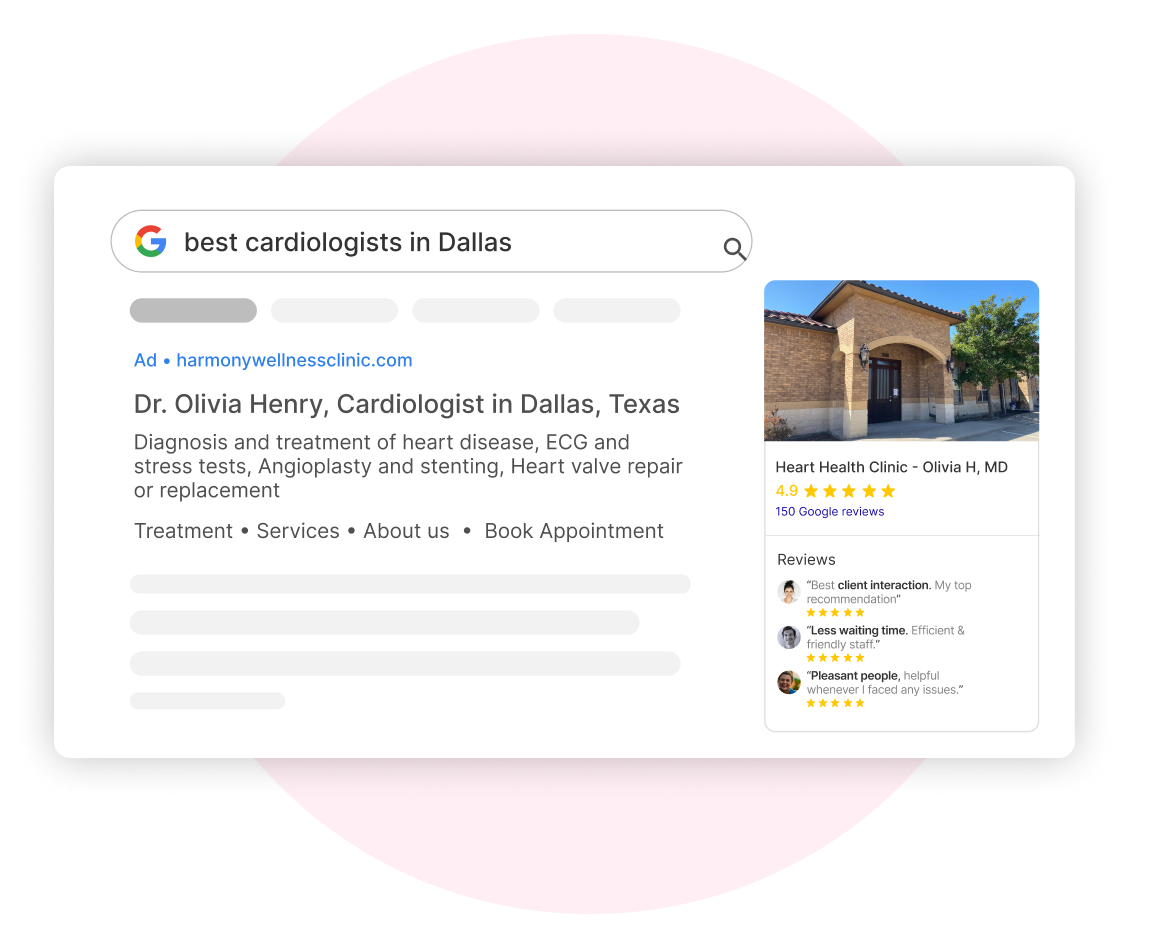 best cardiologists in Dallas
Ad • harmonywellnessclinic.com
Dr. Olivia Henry, Cardiologist in Dallas, Texas
Diagnosis and treatment of heart disease, ECG and
stress tests, Angioplasty and stenting, Heart valve repair
or replacement
Treatment • Services • About us • Book Appointment
Heart Health Clinic - Olivia H, MD
4.9
150 Google reviews
Reviews
“Best client interaction. My top
recommendation”
“Less waiting time. Efficient &
friendly staff.”
“Pleasant people, helpful
whenever I faced any issues.”